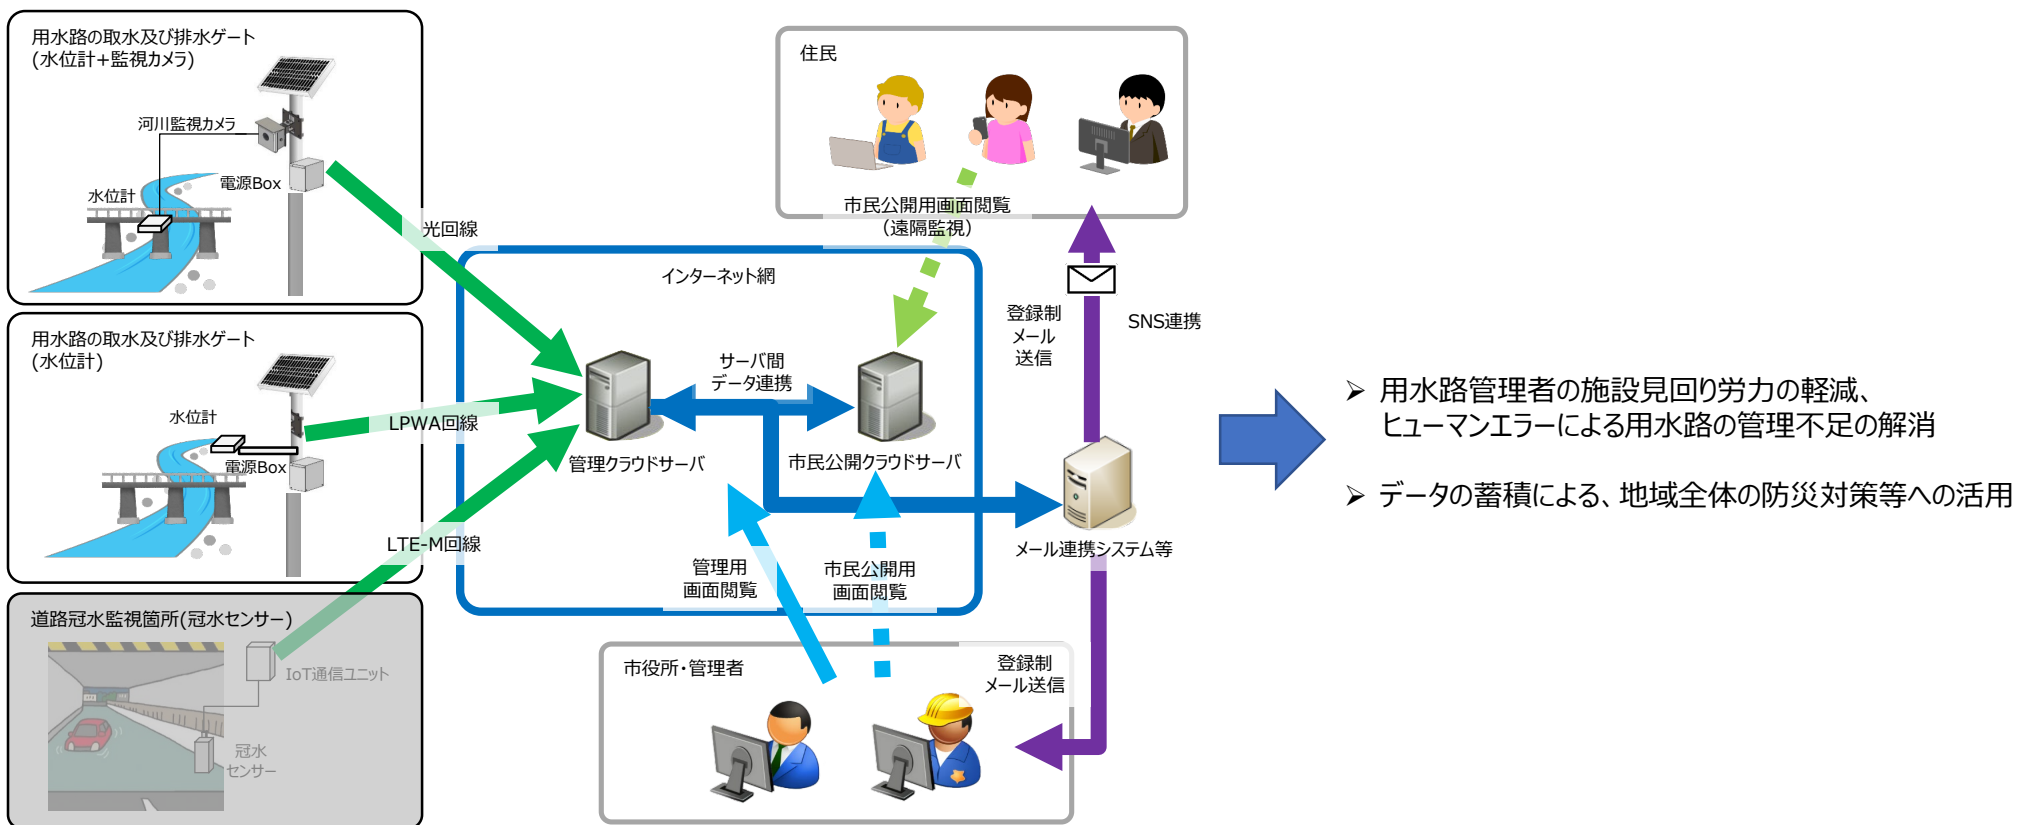 用水路の取水及び排水ゲート
(水位計+監視カメラ)
河川監視カメラ
電源Box
水位計
光回線
用水路の取水及び排水ゲート
(水位計)
水位計
電源Box
LPWA回線
LTE-M回線
道路冠水監視箇所(冠水センサー)
IoT通信ユニット
冠水
センサー
インターネット網
サーバ間
データ連携
管理クラウドサーバ
市民公開クラウドサーバ
管理用
画面閲覧
市民公開用
画面閲覧
住民
市民公開用画面閲覧
(遠隔監視)
登録制
メール
送信
SNS連携
メール連携システム等
市役所・管理者
登録制
メール送信
➢ 用水路管理者の施設見回り労力の軽減、
ヒューマンエラーによる用水路の管理不足の解消
➢ データの蓄積による、地域全体の防災対策等への活用